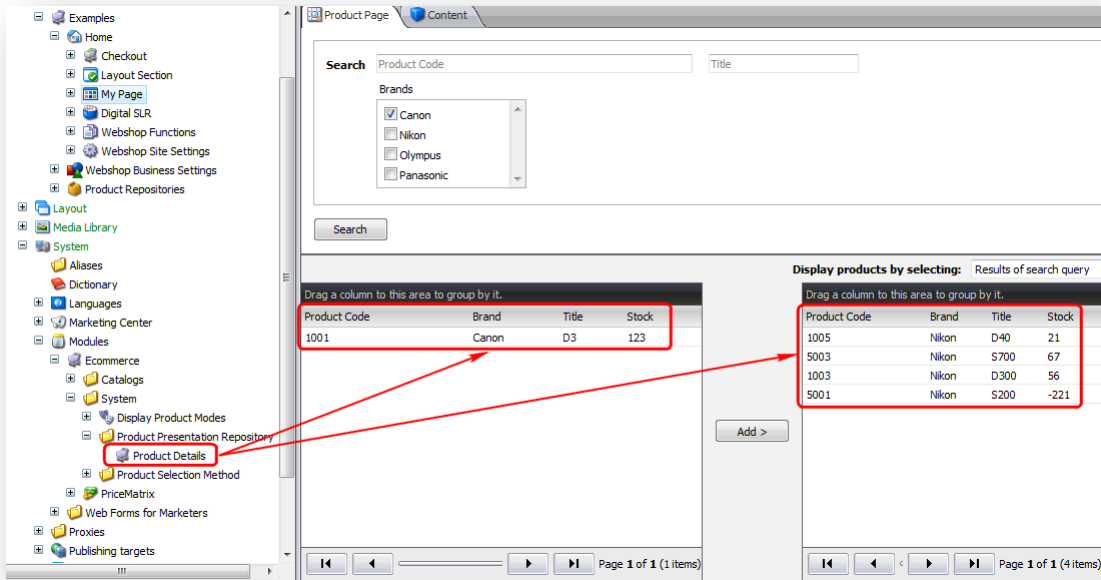 Examples
Home
Checkout
Layout Section
My Page
Digital SLR
Webshop Functions
Webshop Site Settings
Webshop Business Settings
Product Repositories
Layout
Media Library
System
Aliases
Dictionary
Languages
Marketing Center
Modules
Ecommerce
Catalogs
System
Display Product Modes
Product Presentation Repository
Product Details
Product Selection Method
PriceMatrix
Web Forms for Marketers
Proxies
Publishing targets
Product Page Content
Search Product Code Title
Brands
Canon
Nikon
Olympus
Panasonic
Search
Display products by selecting: Results of search query
Drag a column to this area to group by it.
Product Code Brand Title Stock
1001 Canon D3 123
Page 1 of 1 (1 items)
Add >
Drag a column to this area to group by it.
Product Code Brand Title Stock
1005 Nikon D40 21
5003 Nikon S700 67
1003 Nikon D300 56
5001 Nikon S200 -221
Page 1 of 1 (4 items)